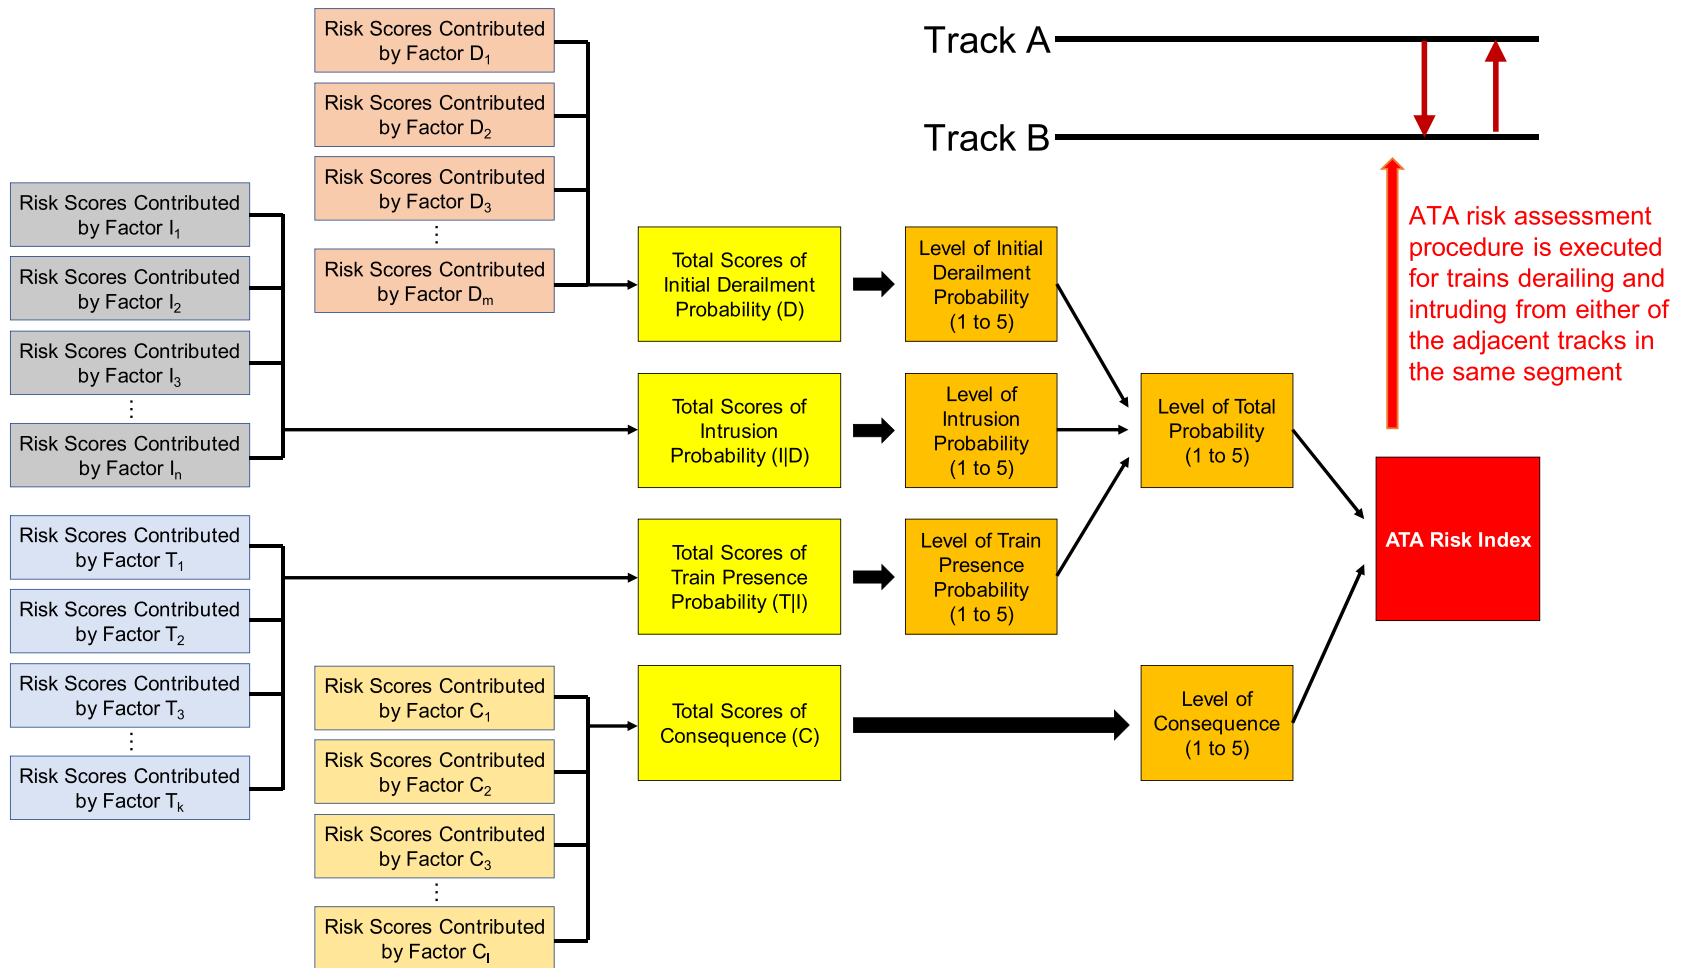 Risk Scores Contributed
by Factor D1
Risk Scores Contributed
by Factor D2
Risk Scores Contributed
by Factor D3
⋮
Risk Scores Contributed
by Factor Dm
Risk Scores Contributed
by Factor I1
Risk Scores Contributed
by Factor I2
Risk Scores Contributed
by Factor I3
⋮
Risk Scores Contributed
by Factor In
Risk Scores Contributed
by Factor T1
Risk Scores Contributed
by Factor T2
Risk Scores Contributed
by Factor T3
⋮
Risk Scores Contributed
by Factor Tk
Risk Scores Contributed
by Factor C1
Risk Scores Contributed
by Factor C2
Risk Scores Contributed
by Factor C3
⋮
Risk Scores Contributed
by Factor Cl
Total Scores of
Initial Derailment
Probability (D)
Total Scores of
Intrusion
Probability (I|D)
Total Scores of
Train Presence
Probability (T|I)
Total Scores of
Consequence (C)
Level of Initial
Derailment
Probability
(1 to 5)
Level of
Intrusion
Probability
(1 to 5)
Level of Train
Presence
Probability
(1 to 5)
Level of Total
Probability
(1 to 5)
Level of
Consequence
(1 to 5)
ATA Risk Index
Track A
Track B
ATA risk assessment
procedure is executed
for trains derailing and
intruding from either of
the adjacent tracks in
the same segment